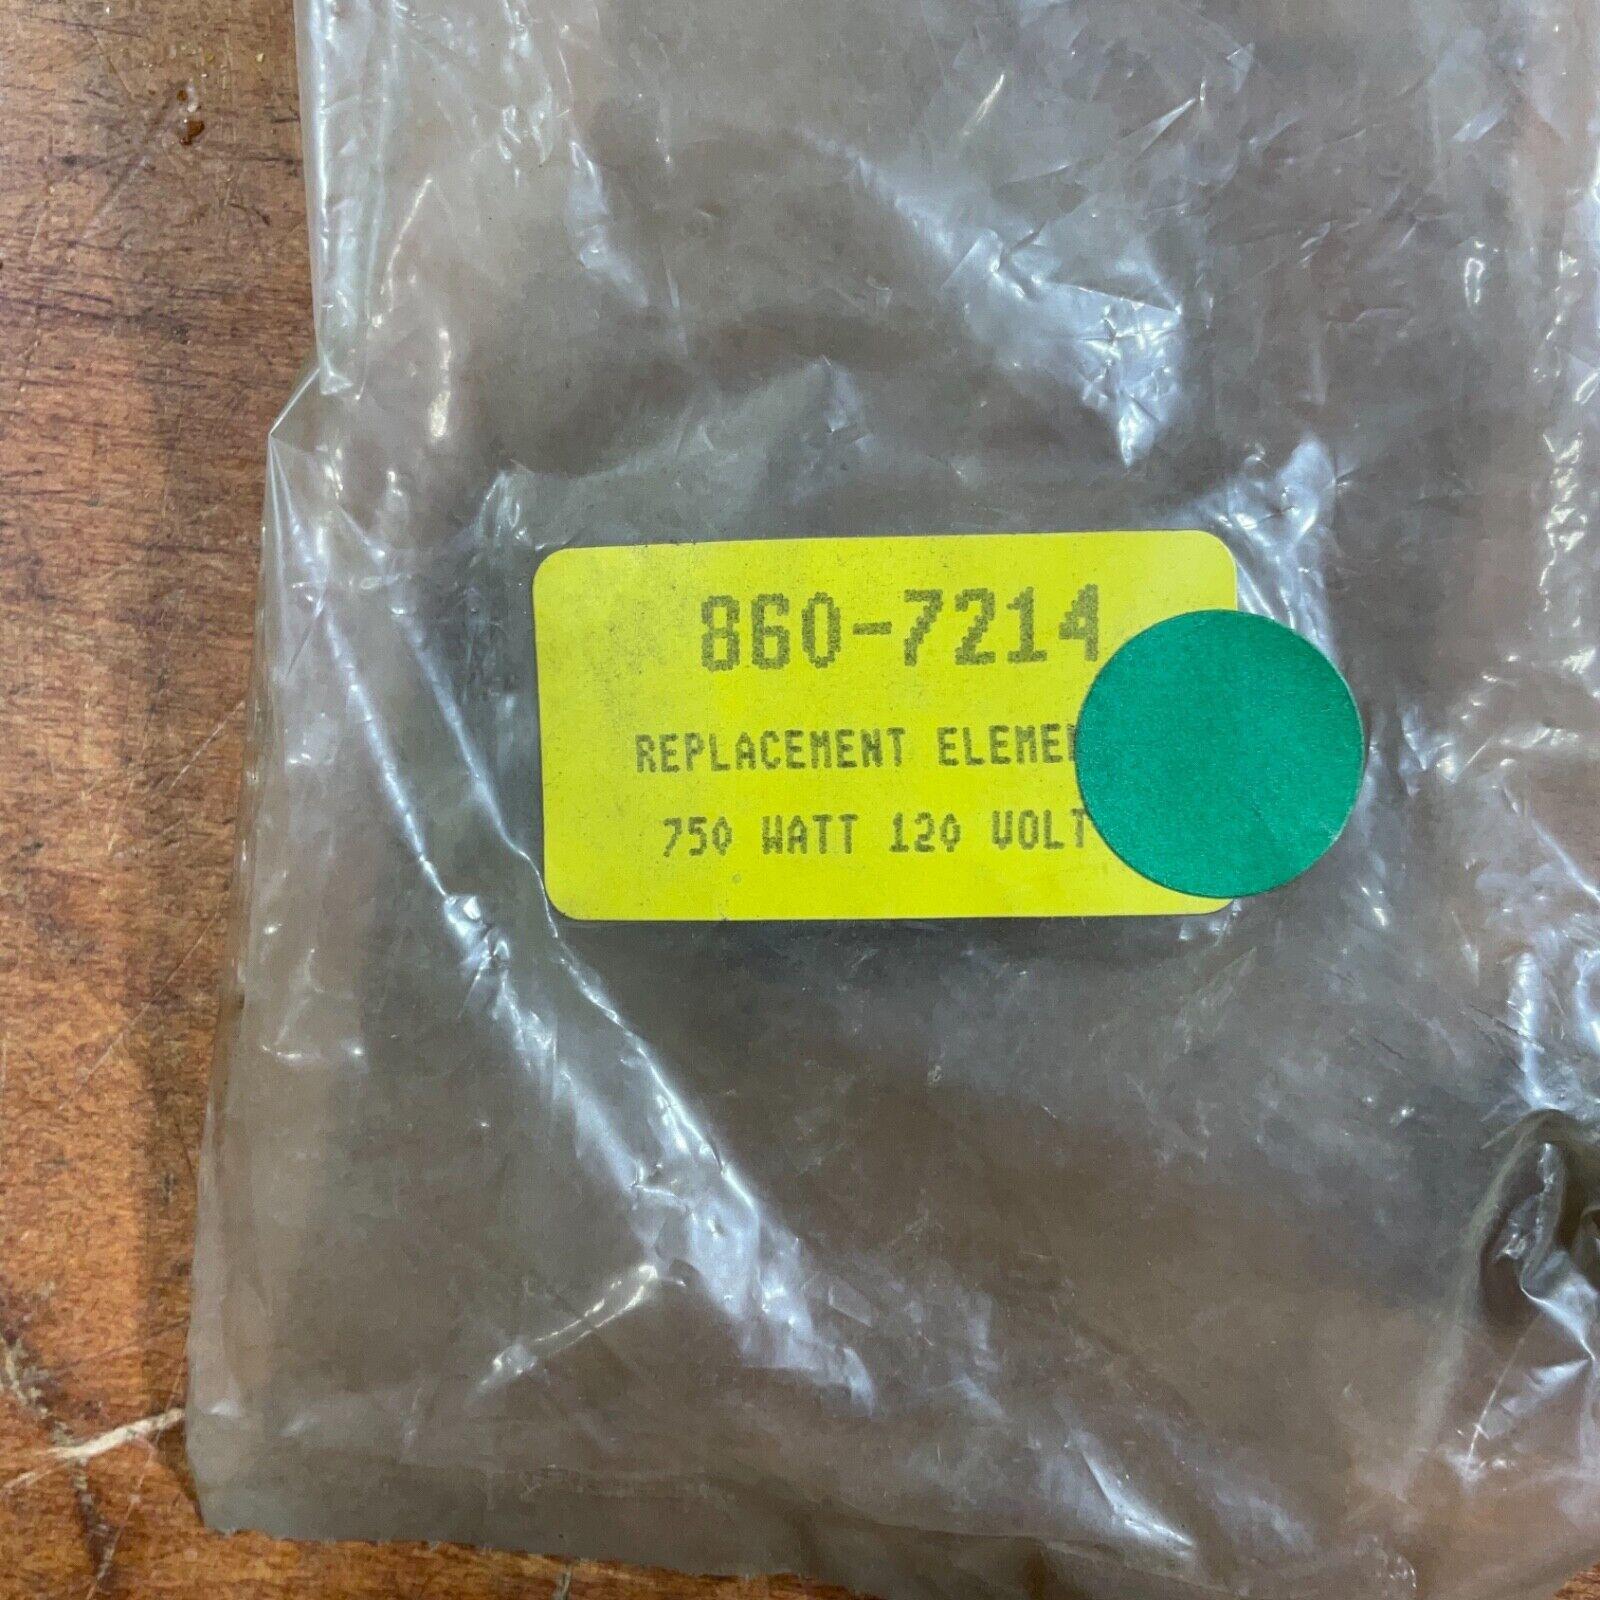 860-7214
REPLACEMENT ELEMEN
750 WATT 120 VOLT